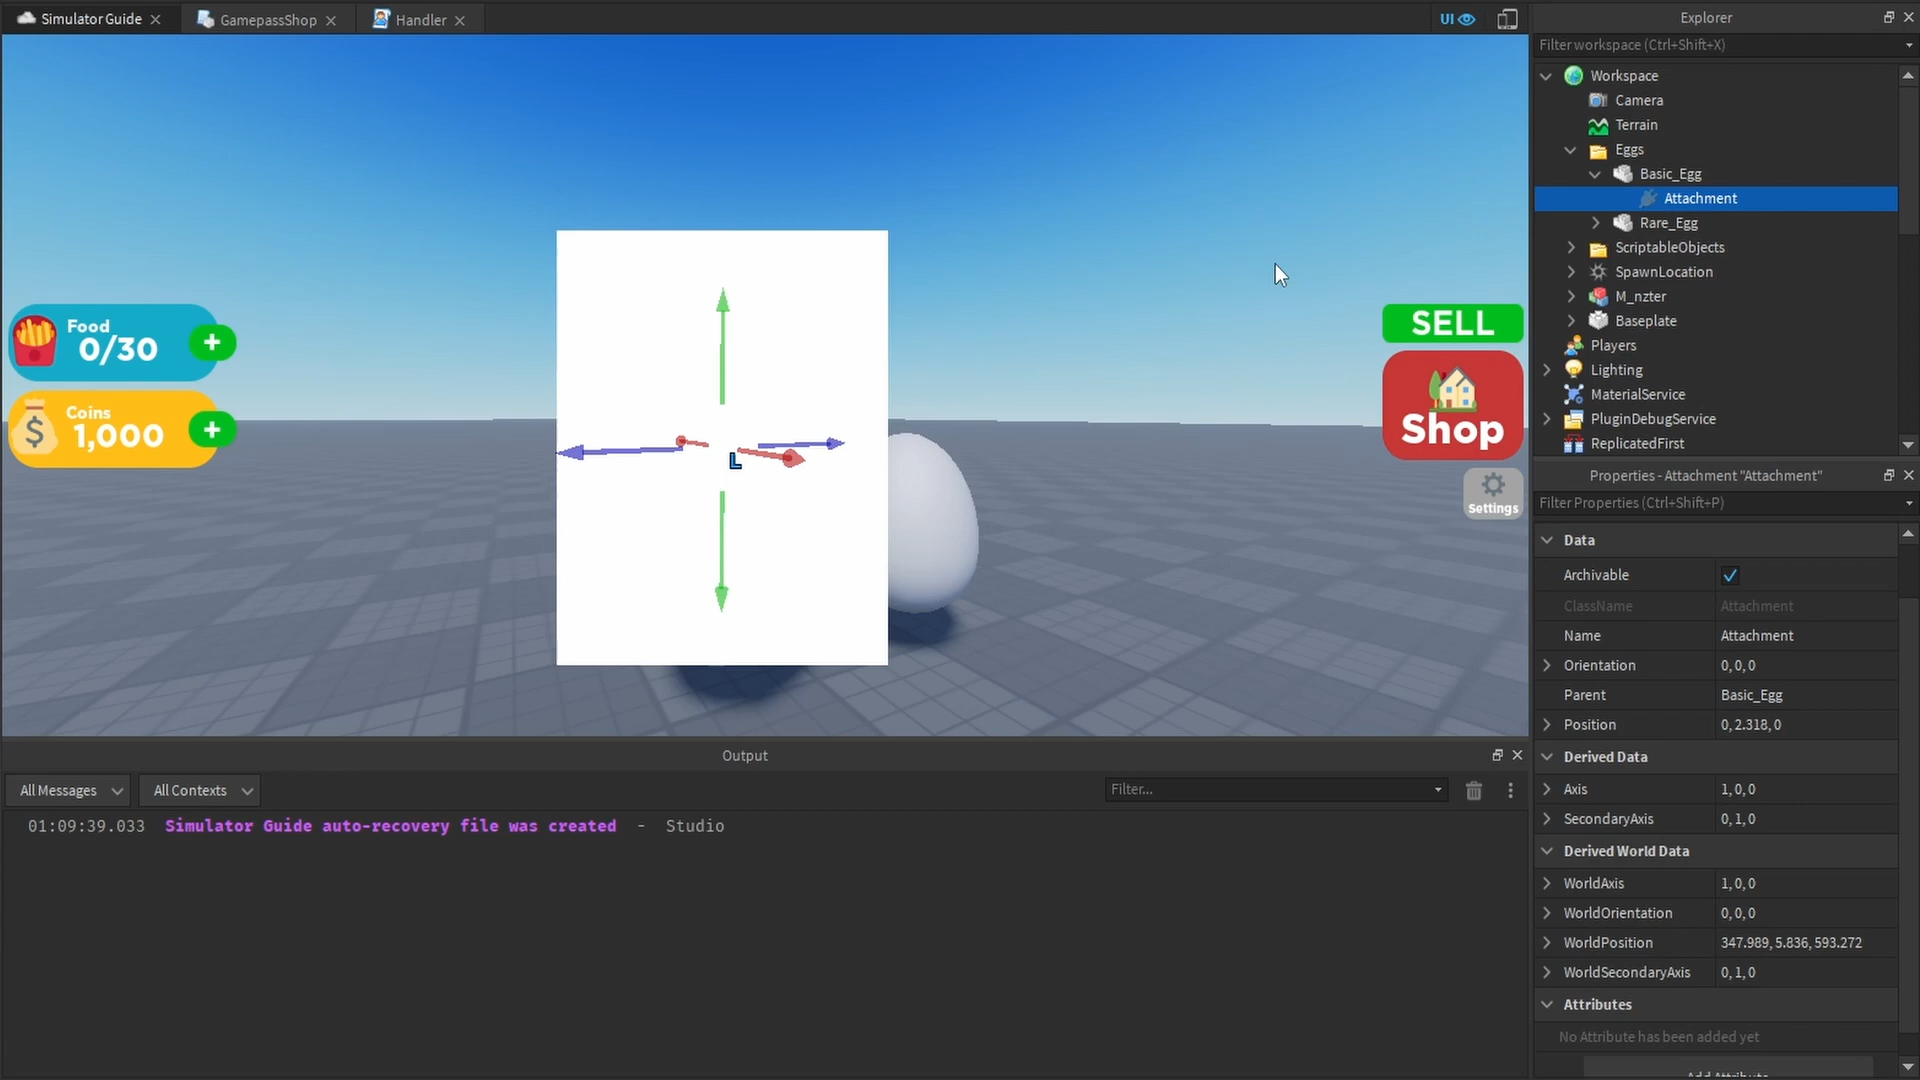 Simulator Guide
GamepassShop
Handler
UI
Food
0/30
+
Coins
1,000
+
SELL
Shop
Settings
L
Output
All Messages
All Contexts
Filter...
01:09:39.033 Simulator Guide auto-recovery file was created - Studio
Explorer
Filter workspace (Ctrl+Shift+X)
Workspace
Camera
Terrain
Eggs
Basic_Egg
Attachment
Rare_Egg
ScriptableObjects
SpawnLocation
M_nzter
Baseplate
Players
Lighting
MaterialService
PluginDebugService
ReplicatedFirst
Properties - Attachment "Attachment"
Filter Properties (Ctrl+Shift+P)
Data
Archivable
ClassName Attachment
Name Attachment
Orientation 0, 0, 0
Parent Basic_Egg
Position 0, 2.318, 0
Derived Data
Axis 1, 0, 0
SecondaryAxis 0, 1, 0
Derived World Data
WorldAxis 1, 0, 0
WorldOrientation 0, 0, 0
WorldPosition 347.989, 5.836, 593.272
WorldSecondaryAxis 0, 1, 0
Attributes
No Attribute has been added yet
Add Attribute